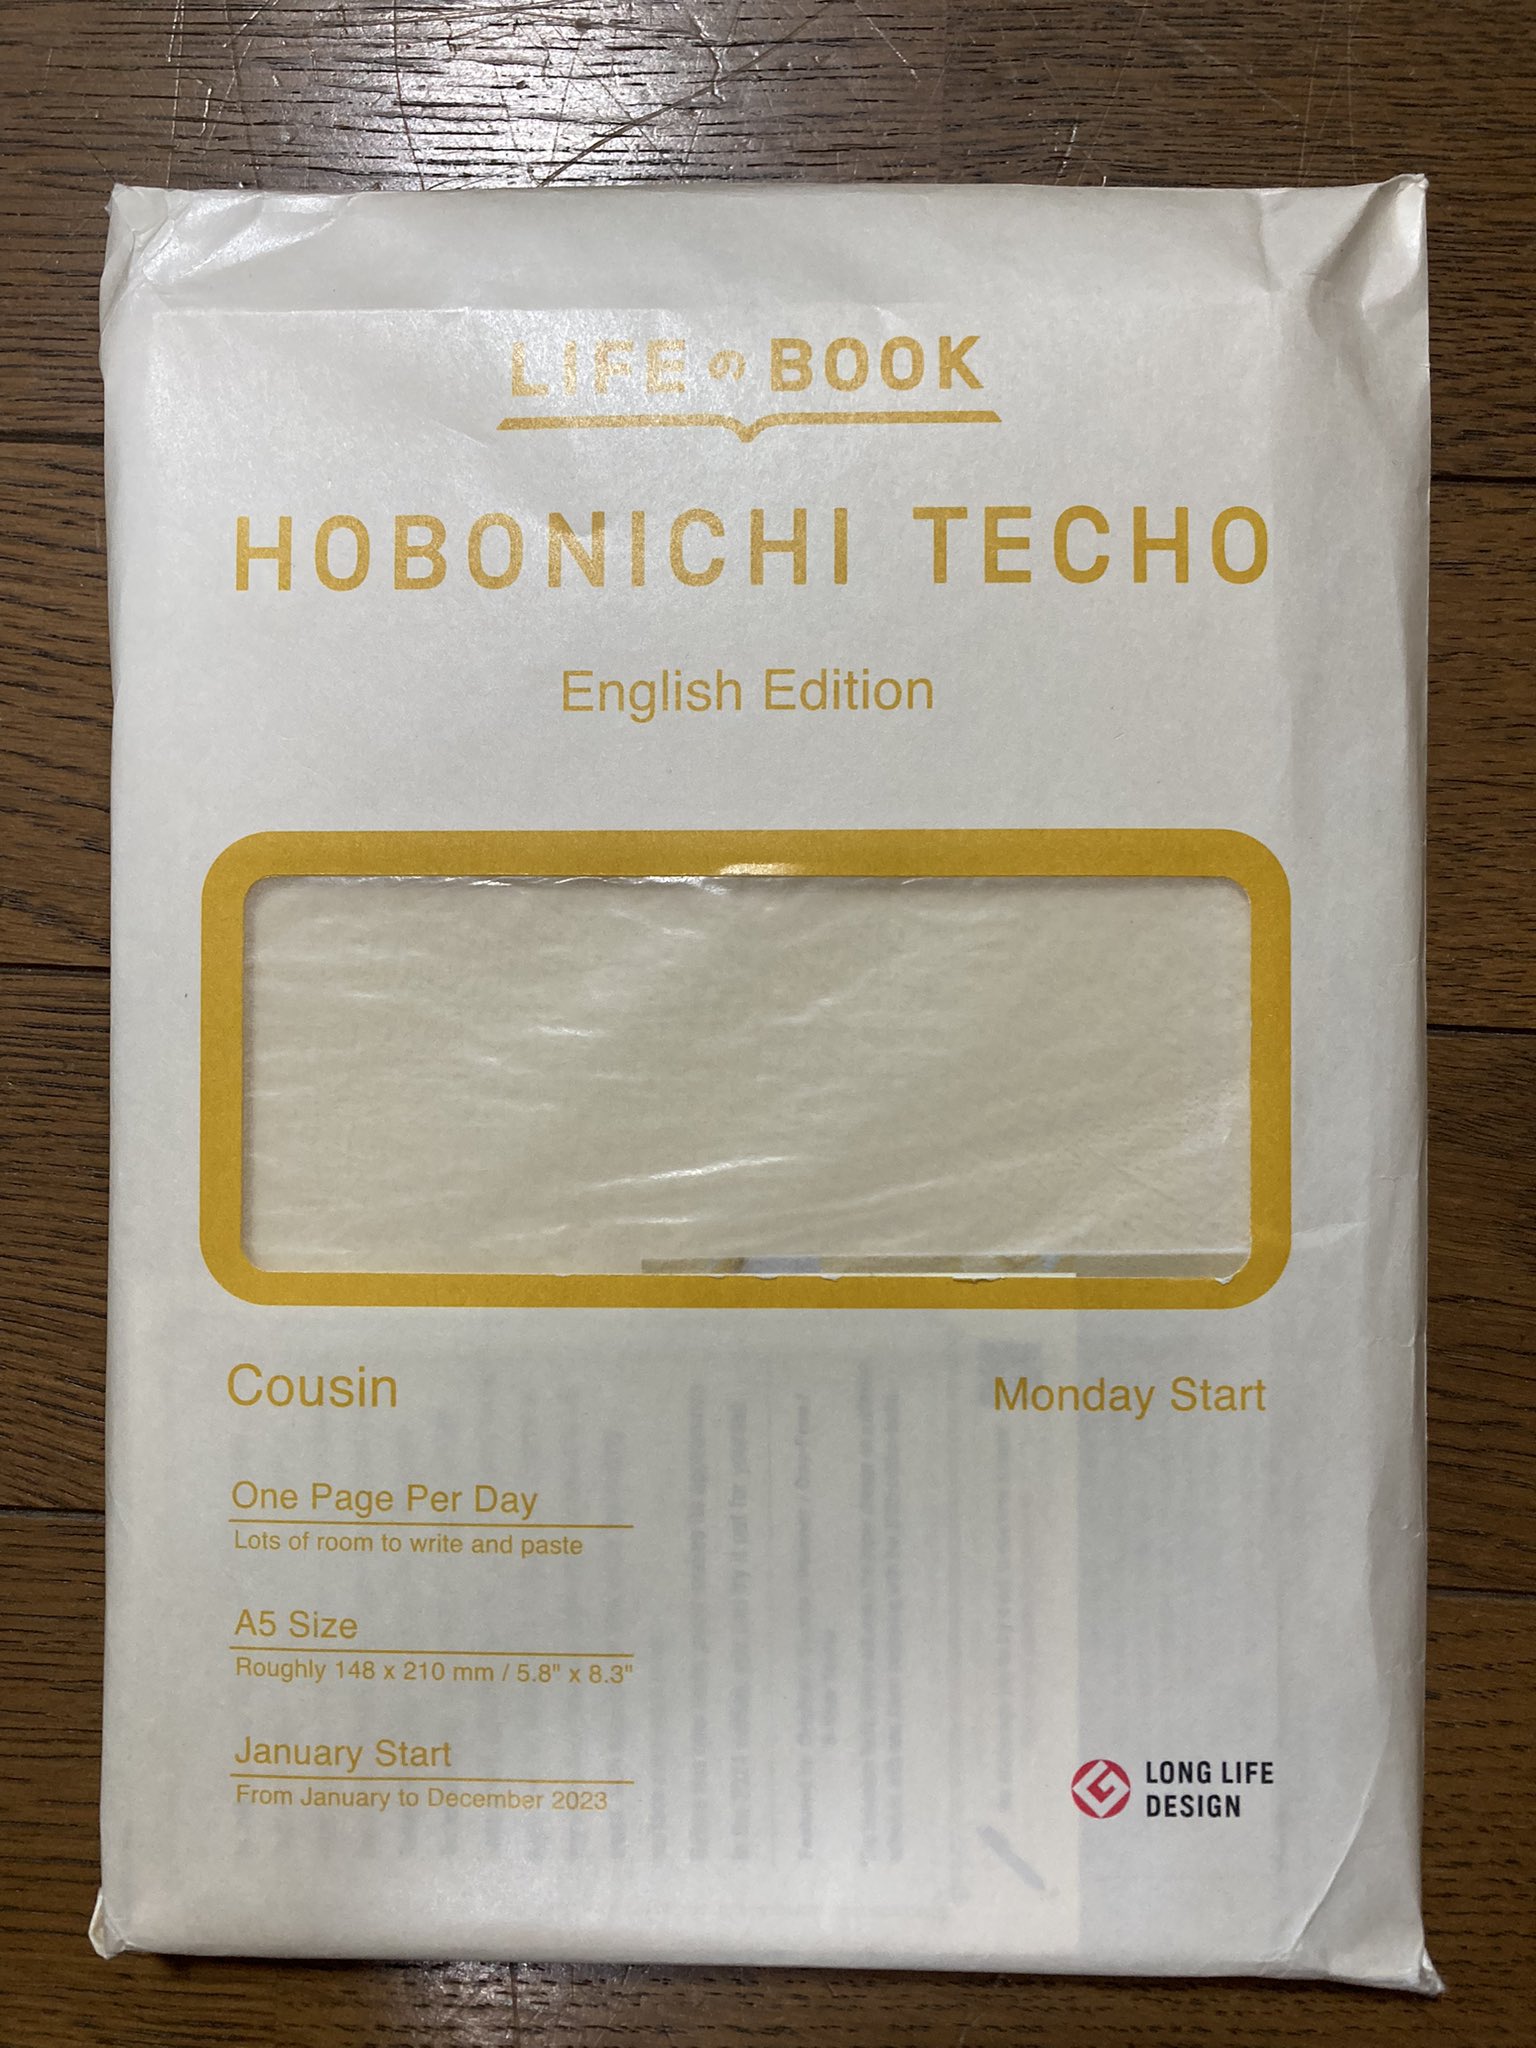 LIFEのBOOK
HOBONICHI TECHO
English Edition
Cousin
Monday Start
One Page Per Day
Lots of room to write and paste
A5 Size
Roughly 148 x 210 mm / 5.8" x 8.3"
January Start
From January to December 2023
LONG LIFE
DESIGN